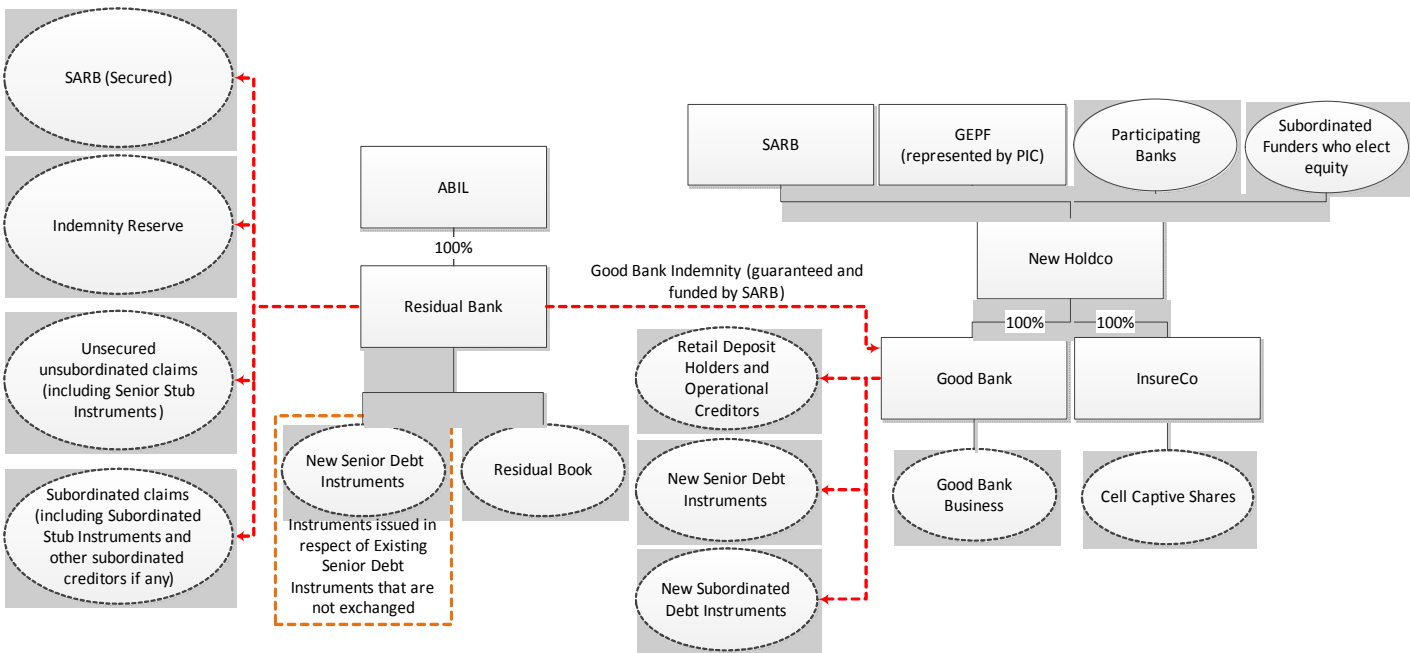 SARB (Secured)
Indemnity Reserve
Unsecured
unsubordinated claims
(including Senior Stub
Instruments)
Subordinated claims
(including Subordinated
Stub Instruments and
other subordinated
creditors if any)
ABIL
100%
Residual Bank
New Senior Debt
Instruments
Residual Book
Instruments issued in
respect of Existing
Senior Debt
Instruments that are
not exchanged
Good Bank Indemnity (guaranteed and
funded by SARB)
SARB
GEPF
(represented by PIC)
Participating
Banks
Subordinated
Funders who elect
equity
New Holdco
100%
100%
Retail Deposit
Holders and
Operational
Creditors
New Senior Debt
Instruments
New Subordinated
Debt Instruments
Good Bank
InsureCo
Good Bank
Business
Cell Captive Shares